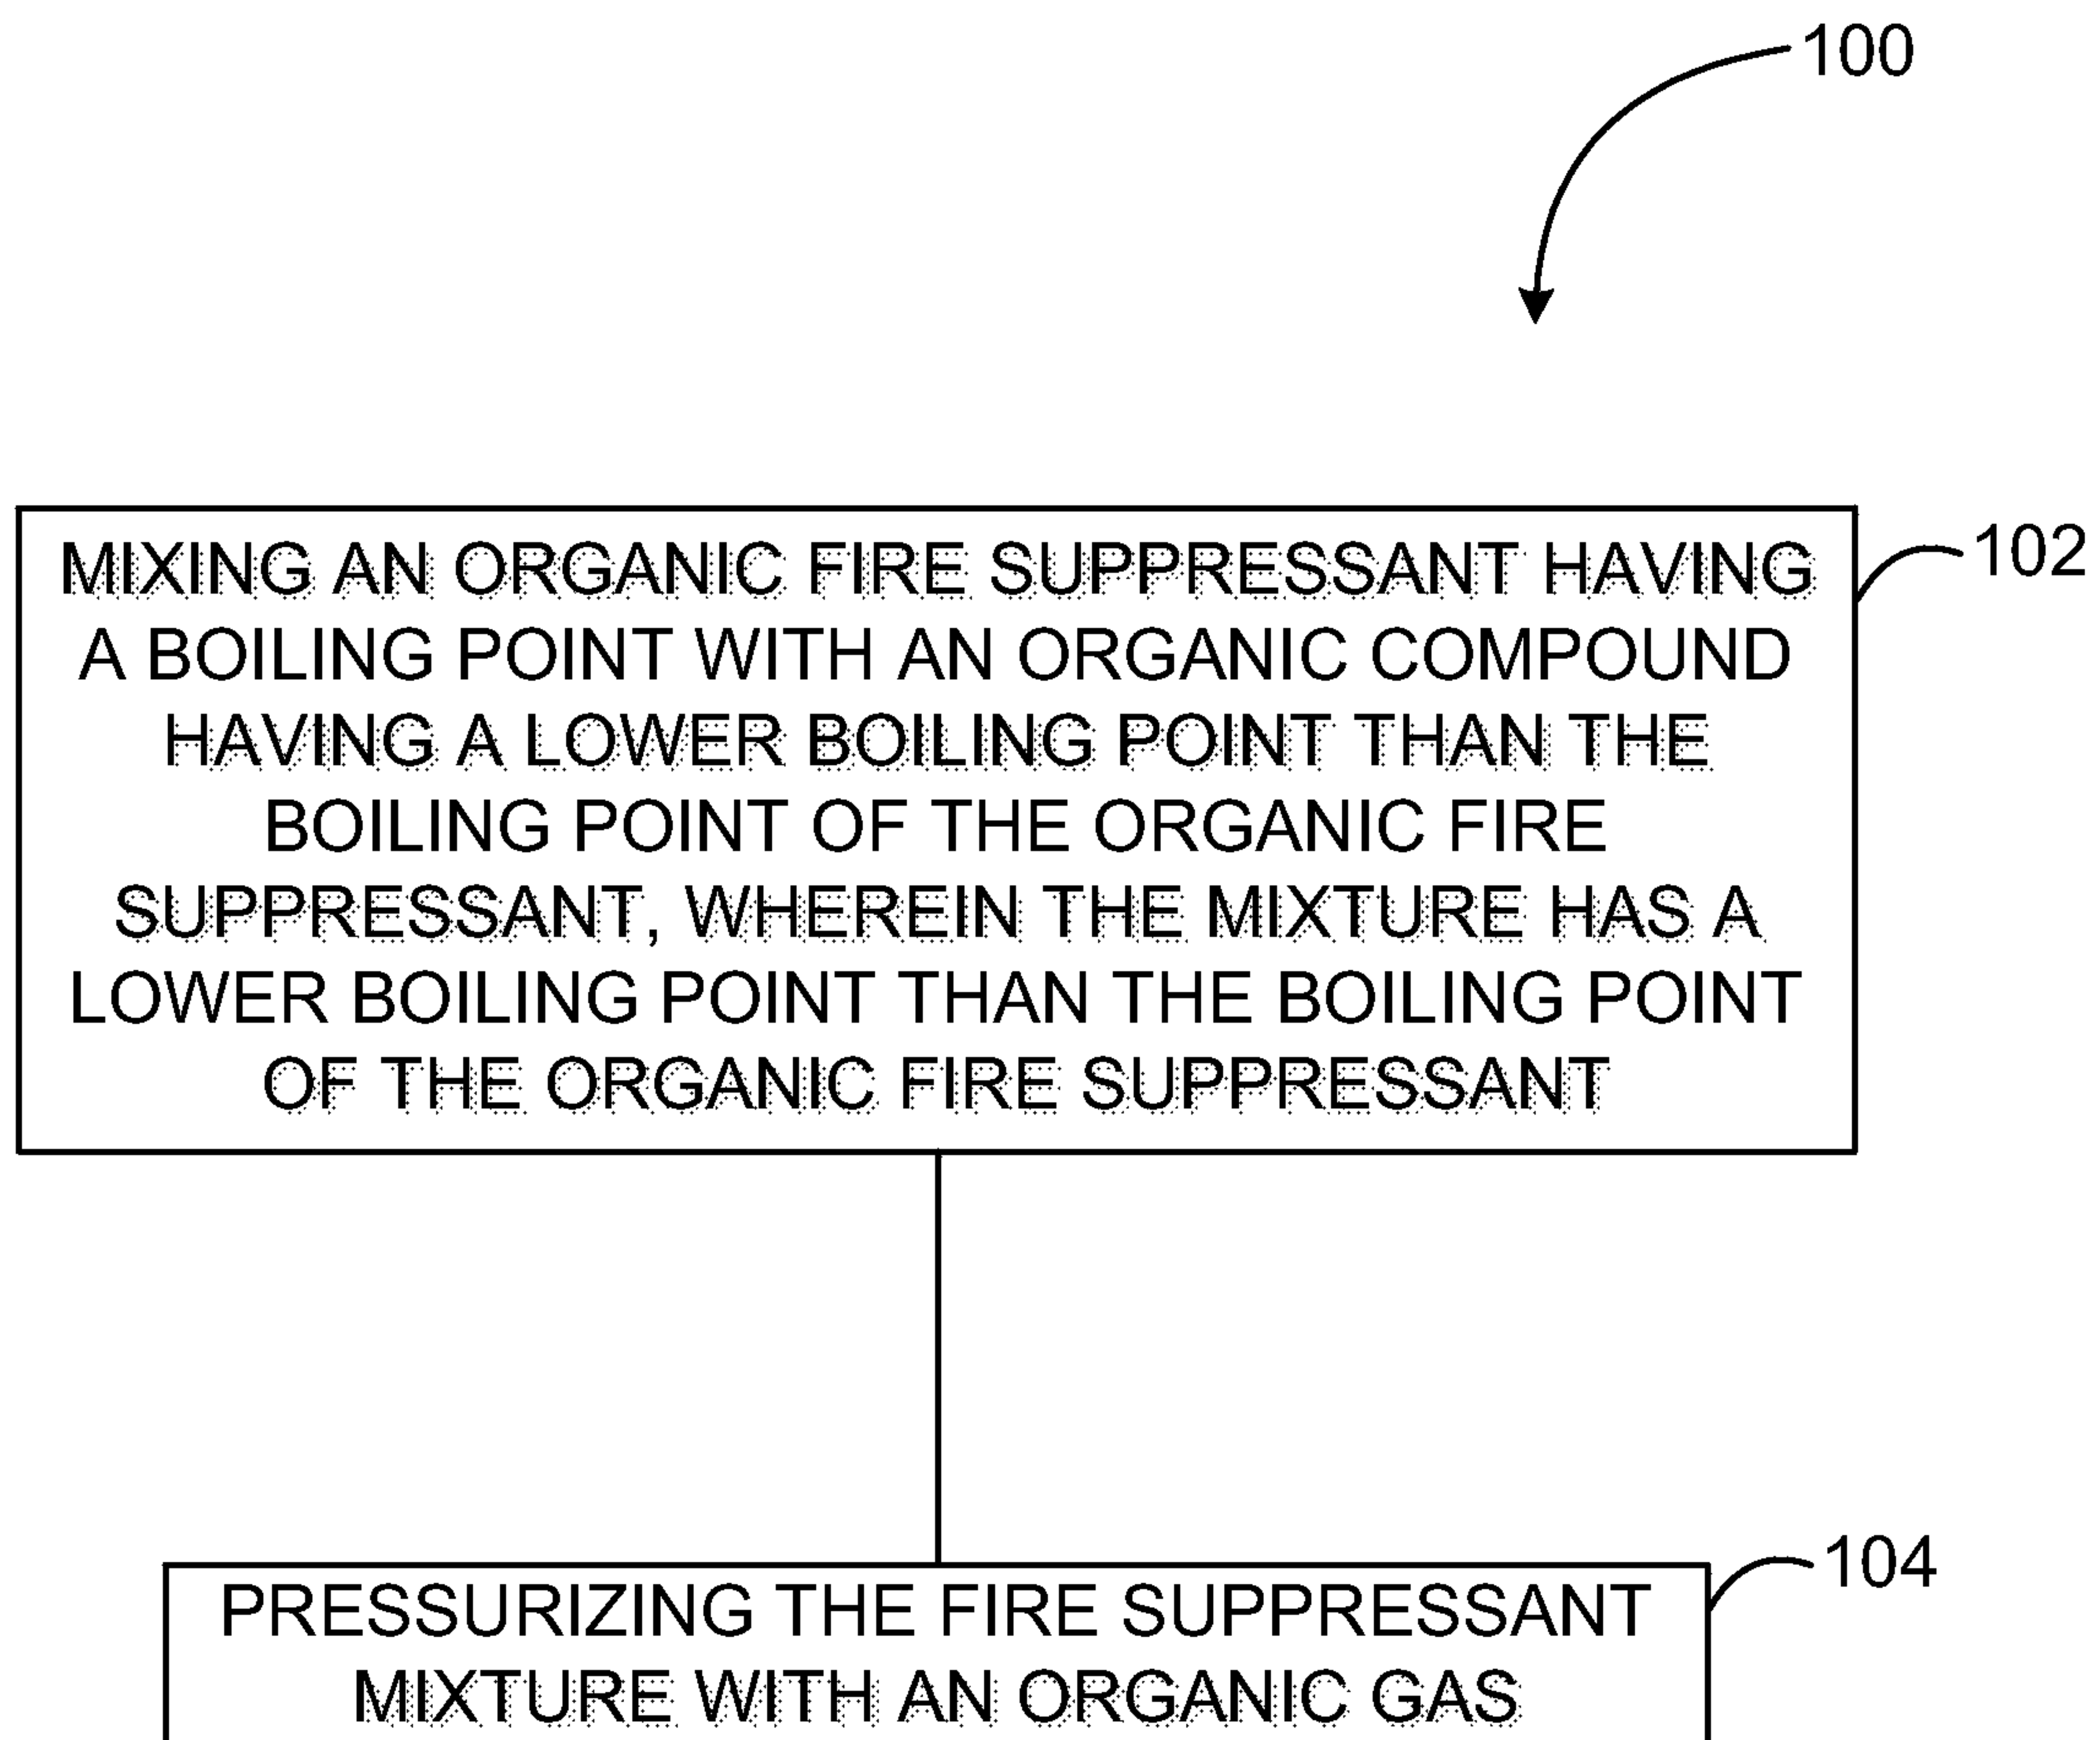 100
102
MIXING AN ORGANIC FIRE SUPPRESSANT HAVING
A BOILING POINT WITH AN ORGANIC COMPOUND
HAVING A LOWER BOILING POINT THAN THE
BOILING POINT OF THE ORGANIC FIRE
SUPPRESSANT, WHEREIN THE MIXTURE HAS A
LOWER BOILING POINT THAN THE BOILING POINT
OF THE ORGANIC FIRE SUPPRESSANT
104
PRESSURIZING THE FIRE SUPPRESSANT
MIXTURE WITH AN ORGANIC GAS